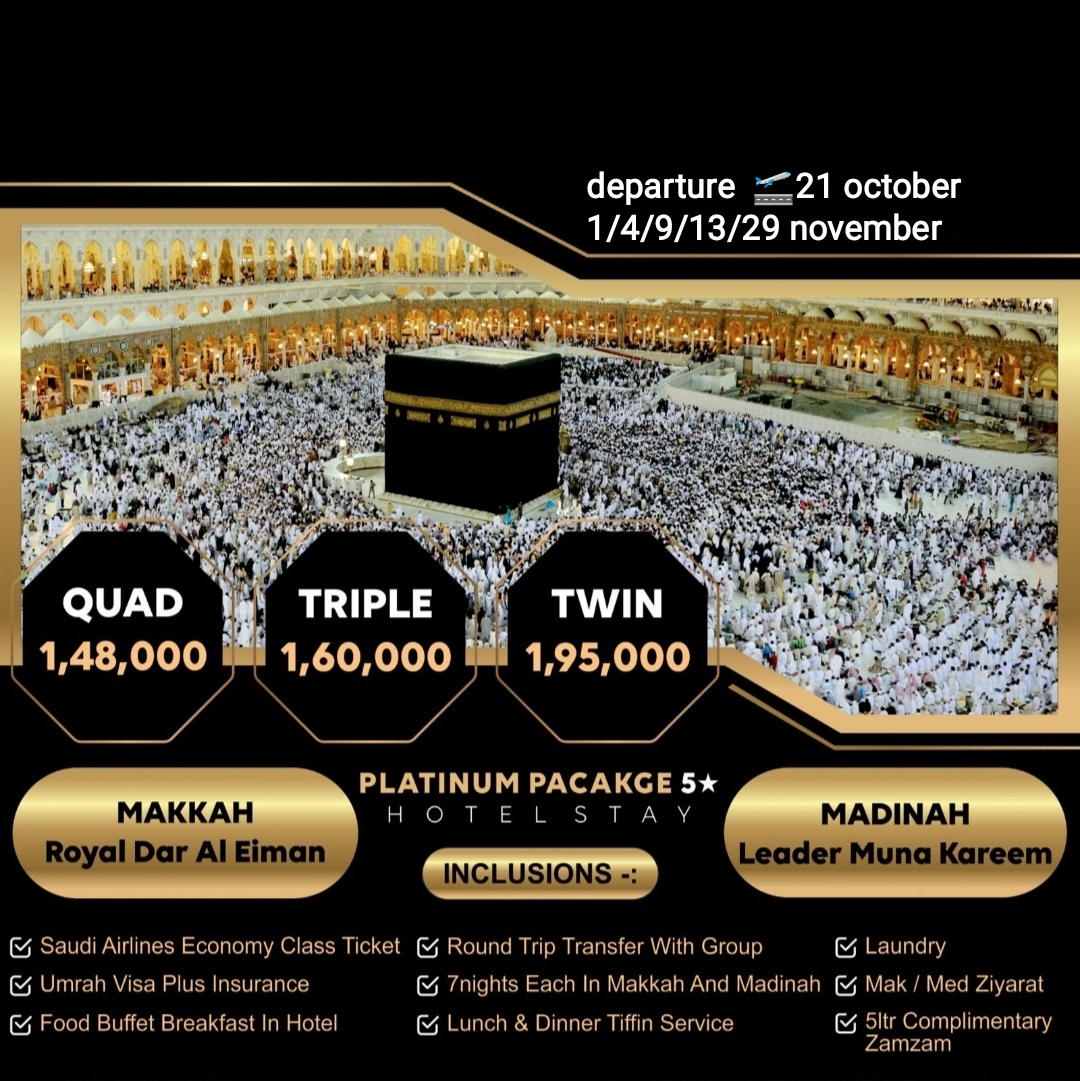 departure 🛫21 october
1/4/9/13/29 november
QUAD
1,48,000
TRIPLE
1,60,000
TWIN
1,95,000
MAKKAH
Royal Dar Al Eiman
PLATINUM PACAKGE 5★
HOTEL STAY
MADINAH
Leader Muna Kareem
INCLUSIONS -:
Saudi Airlines Economy Class Ticket
Umrah Visa Plus Insurance
Food Buffet Breakfast In Hotel
Round Trip Transfer With Group
7nights Each In Makkah And Madinah
Lunch & Dinner Tiffin Service
Laundry
Mak / Med Ziyarat
5ltr Complimentary
Zamzam